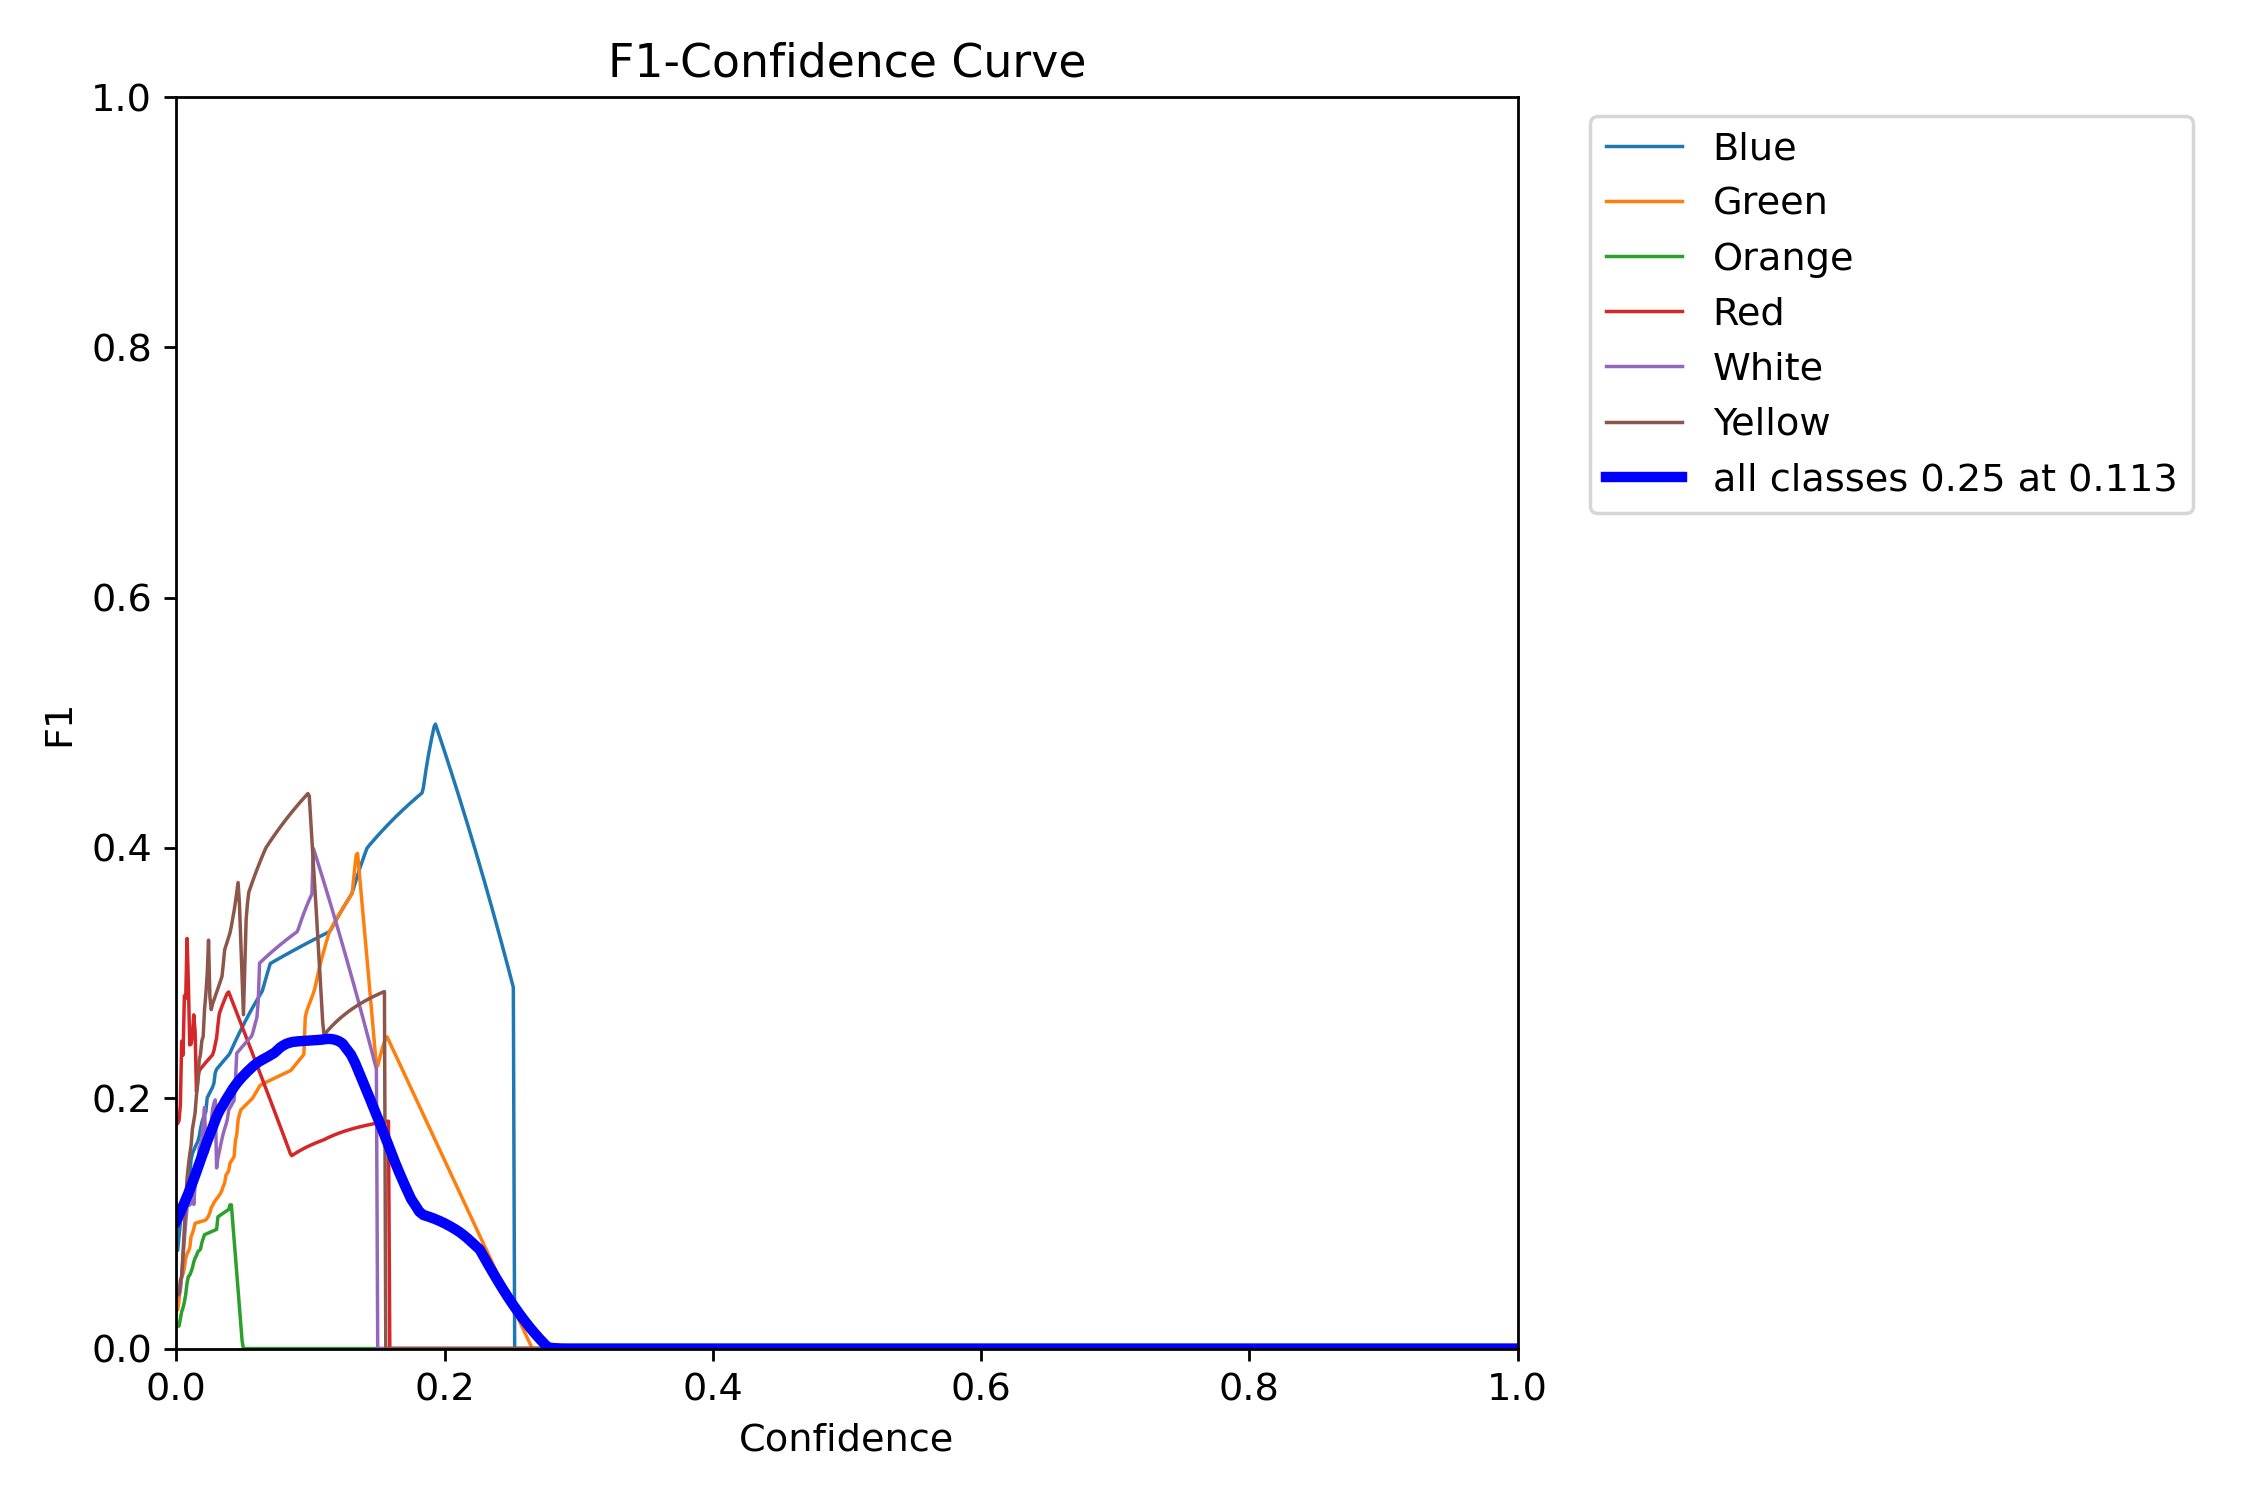 F1-Confidence Curve
1.0
0.8
0.6
0.4
0.2
0.0
F1
0.0 0.2 0.4 0.6 0.8 1.0
Confidence
Blue
Green
Orange
Red
White
Yellow
all classes 0.25 at 0.113